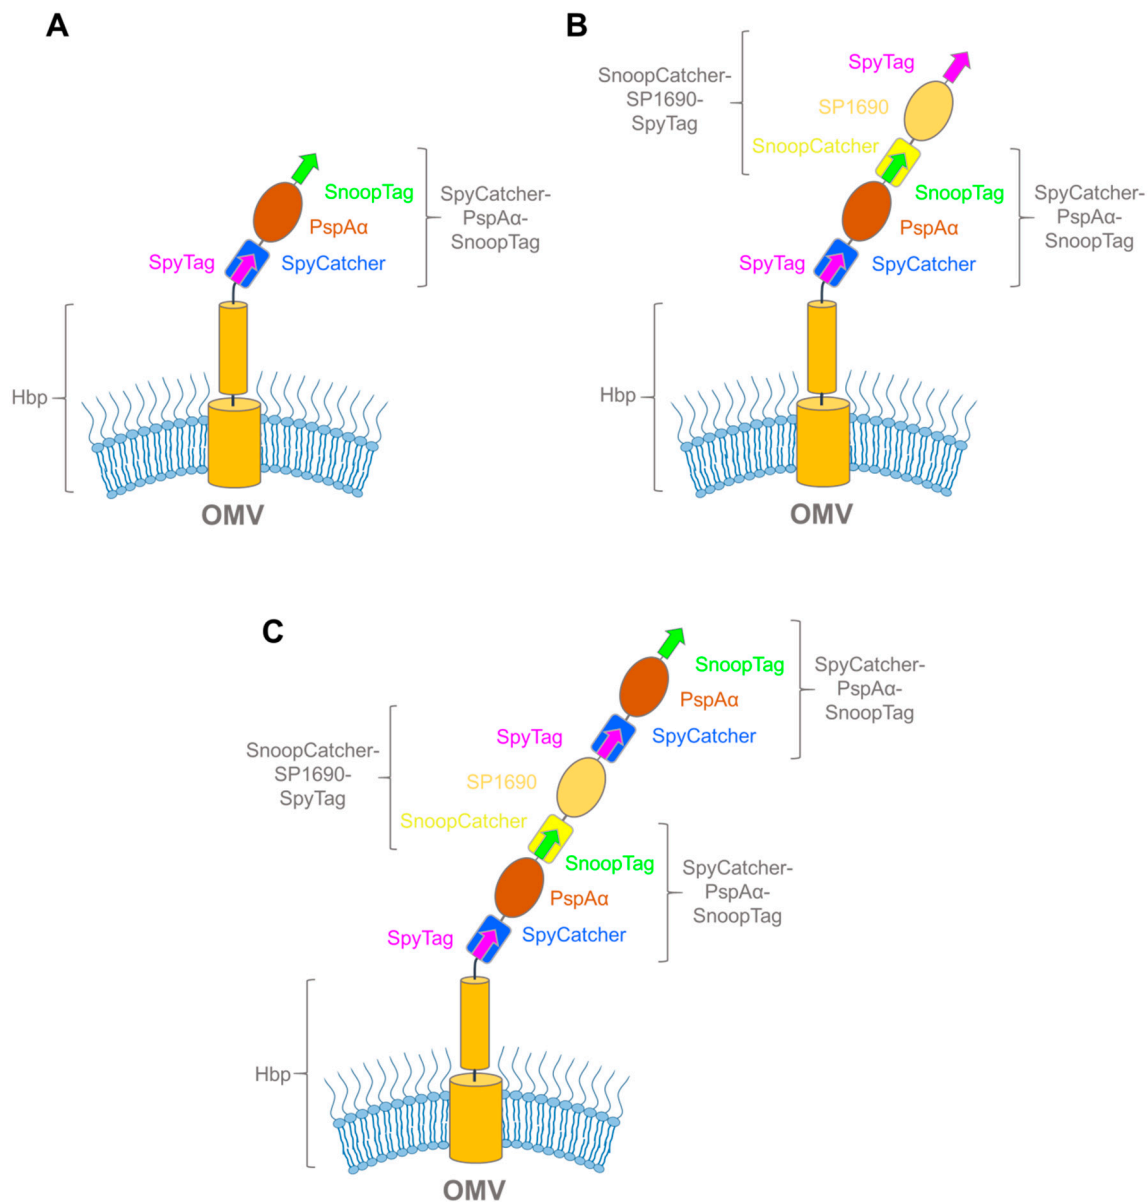 A
SnoopTag
PspAα
SpyTag
SpyCatcher
SpyCatcher-
PspAα-
SnoopTag
Hbp
OMV
B
SnoopCatcher-
SP1690-
SpyTag
SpyTag
SP1690
SnoopCatcher
SnoopTag
PspAα
SpyTag
SpyCatcher
SpyCatcher-
PspAα-
SnoopTag
Hbp
OMV
C
SnoopTag
PspAα
SpyTag
SpyCatcher
SpyCatcher-
PspAα-
SnoopTag
SnoopCatcher-
SP1690-
SpyTag
SP1690
SnoopCatcher
SnoopTag
PspAα
SpyTag
SpyCatcher
SpyCatcher-
PspAα-
SnoopTag
Hbp
OMV